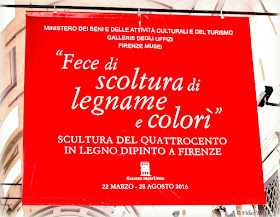 MINISTERO DEI BENI E DELLE ATTIVITÀ CULTURALI E DEL TURISMO
GALLERIE DEGLI UFFIZI
FIRENZE MUSEI
"Fece di
scoltura di
legname
e colorì"
SCULTURA DEL QUATTROCENTO
IN LEGNO DIPINTO A FIRENZE
GALLERIE DEGLI UFFIZI
22 MARZO - 28 AGOSTO 2016